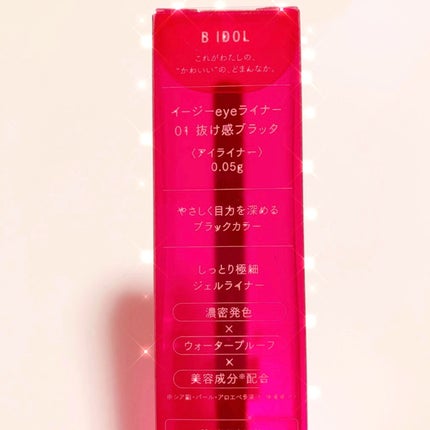 B IDOL
これがわたしの、
"かわいい"の、どまんなか。
イージーeyeライナー
01 抜け感ブラック
〈アイライナー〉
0.05g
やさしく目力を深める
ブラックカラー
しっとり極細
ジェルライナー
濃密発色
×
ウォータープルーフ
×
美容成分※配合